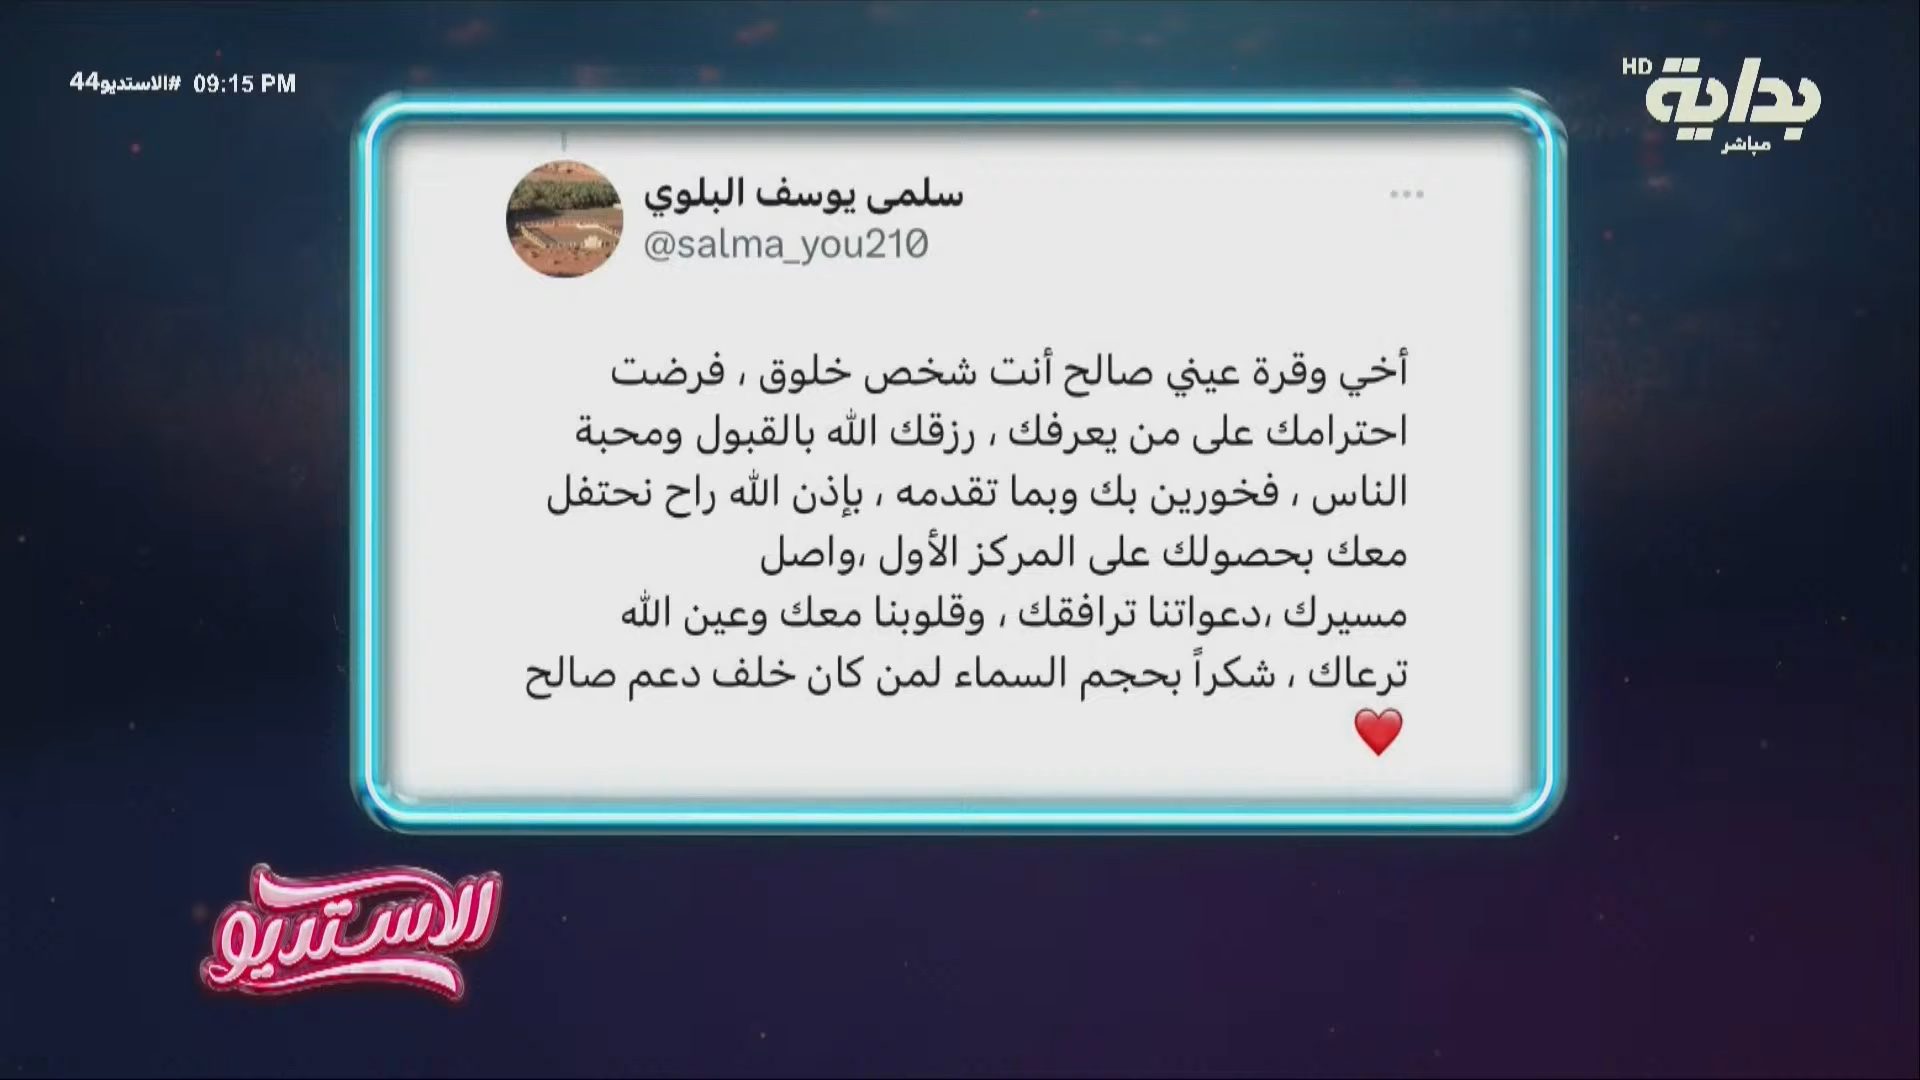 #الاستديو44 09:15 PM
HD
بداية
مباشر
سلمى يوسف البلوي
@salma_you210
أخي وقرة عيني صالح أنت شخص خلوق ، فرضت
احترامك على من يعرفك ، رزقك الله بالقبول ومحبة
الناس ، فخورين بك وبما تقدمه ، بإذن الله راح نحتفل
معك بحصولك على المركز الأول ،واصل
مسيرك ،دعواتنا ترافقك ، وقلوبنا معك وعين الله
ترعاك ، شكراً بحجم السماء لمن كان خلف دعم صالح
❤️
الاستديو